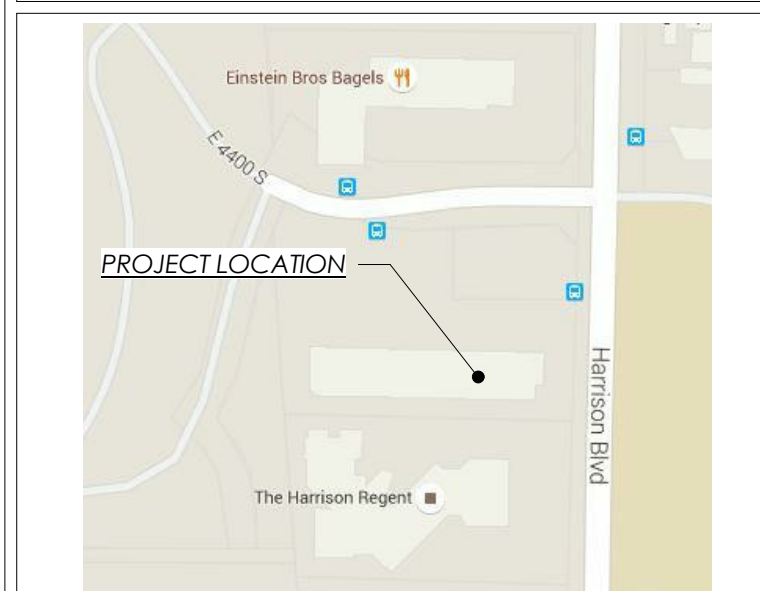 Einstein Bros Bagels
E 4400 S
PROJECT LOCATION
Harrison Blvd
The Harrison Regent